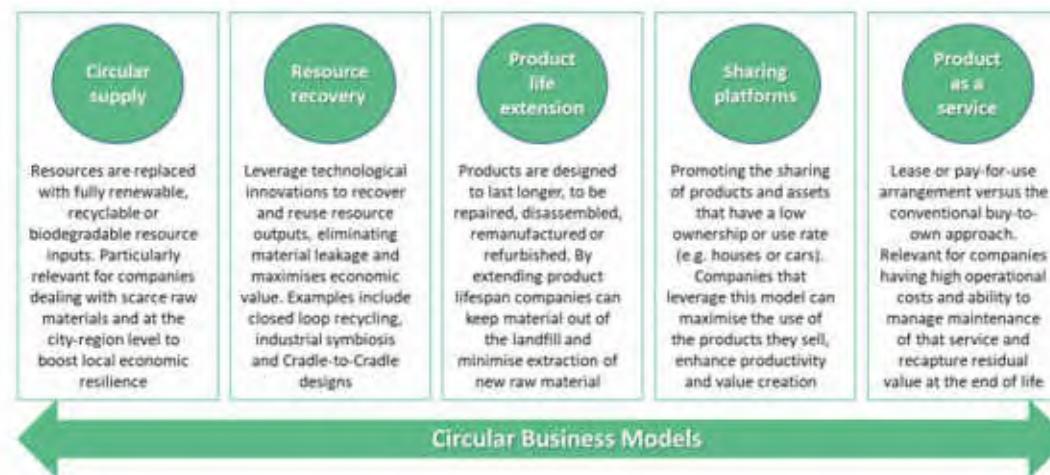 Circular
supply
Resources are replaced
with fully renewable,
recyclable or
biodegradable resource
inputs. Particularly
relevant for companies
dealing with scarce raw
materials and at the
city-region level to
boost local economic
resilience
Resource
recovery
Leverage technological
innovations to recover
and reuse resource
outputs, eliminating
material leakage and
maximises economic
value. Examples include
closed loop recycling,
industrial symbiosis
and Cradle-to-Cradle
designs
Product
life
extension
Products are designed
to last longer, to be
repaired, disassembled,
remanufactured or
refurbished. By
extending product
lifespan companies can
keep material out of
the landfill and
minimise extraction of
new raw material
Sharing
platforms
Promoting the sharing
of products and assets
that have a low
ownership or use rate
(e.g. houses or cars).
Companies that
leverage this model can
maximise the use of
the products they sell,
enhance productivity
and value creation
Product
as a
service
Lease or pay-for-use
arrangement versus the
conventional buy-to-
own approach.
Relevant for companies
having high operational
costs and ability to
manage maintenance
of that service and
recapture residual
value at the end of life
Circular Business Models